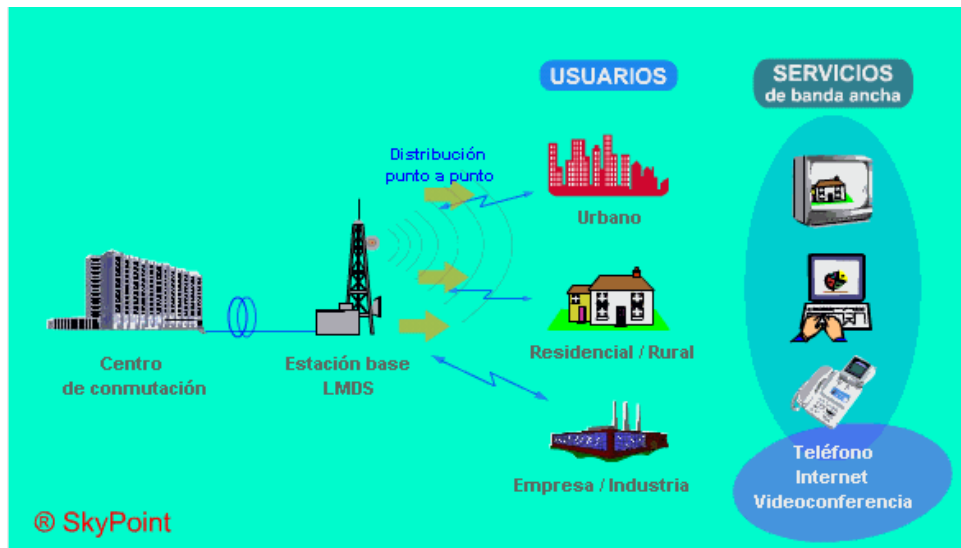 USUARIOS
SERVICIOS
de banda ancha
Distribución
punto a punto
Urbano
Centro
de conmutación
Estación base
LMDS
Residencial / Rural
Empresa / Industria
Teléfono
Internet
Videoconferencia
® SkyPoint